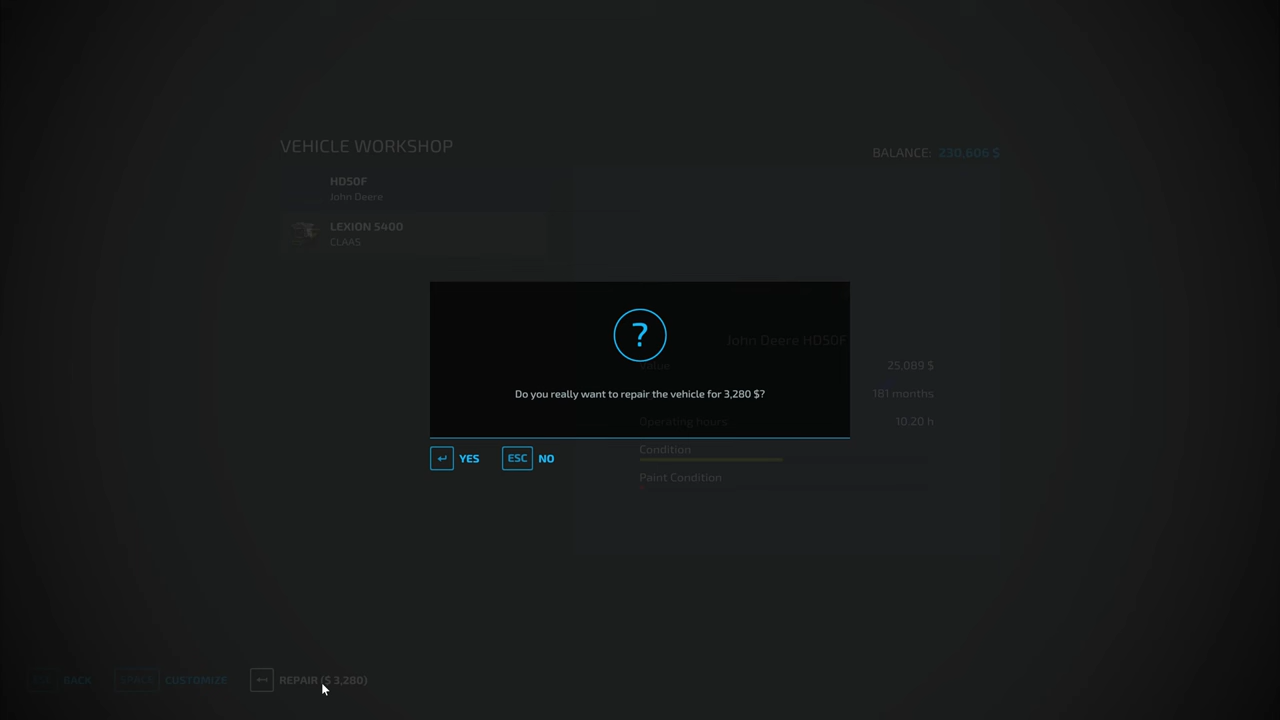 VEHICLE WORKSHOP
BALANCE: 230,606 $
HD50F
John Deere
LEXION 5400
CLAAS
John Deere HD50F
Value 25,089 $
181 months
Operating hours 10.20 h
Condition
Paint Condition
?
Do you really want to repair the vehicle for 3,280 $?
↵ YES ESC NO
BACK SPACE CUSTOMIZE REPAIR ($ 3,280)